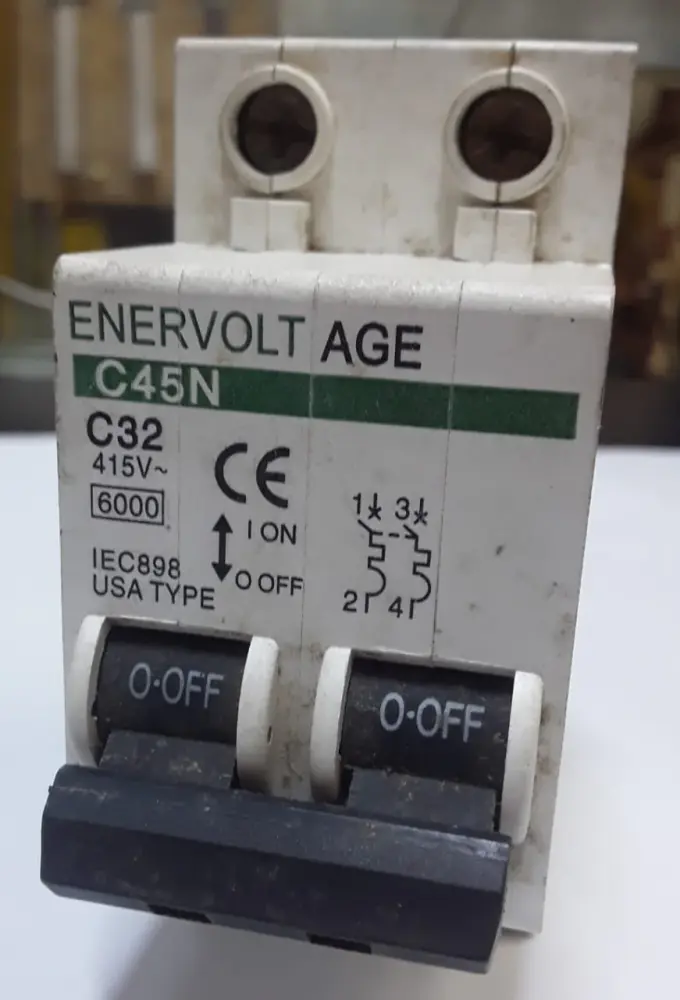 ENERVOLT AGE
C45N
C32
415V~
6000
CE
I ON
O OFF
IEC898
USA TYPE
1 3
2 4
O·OFF
O·OFF